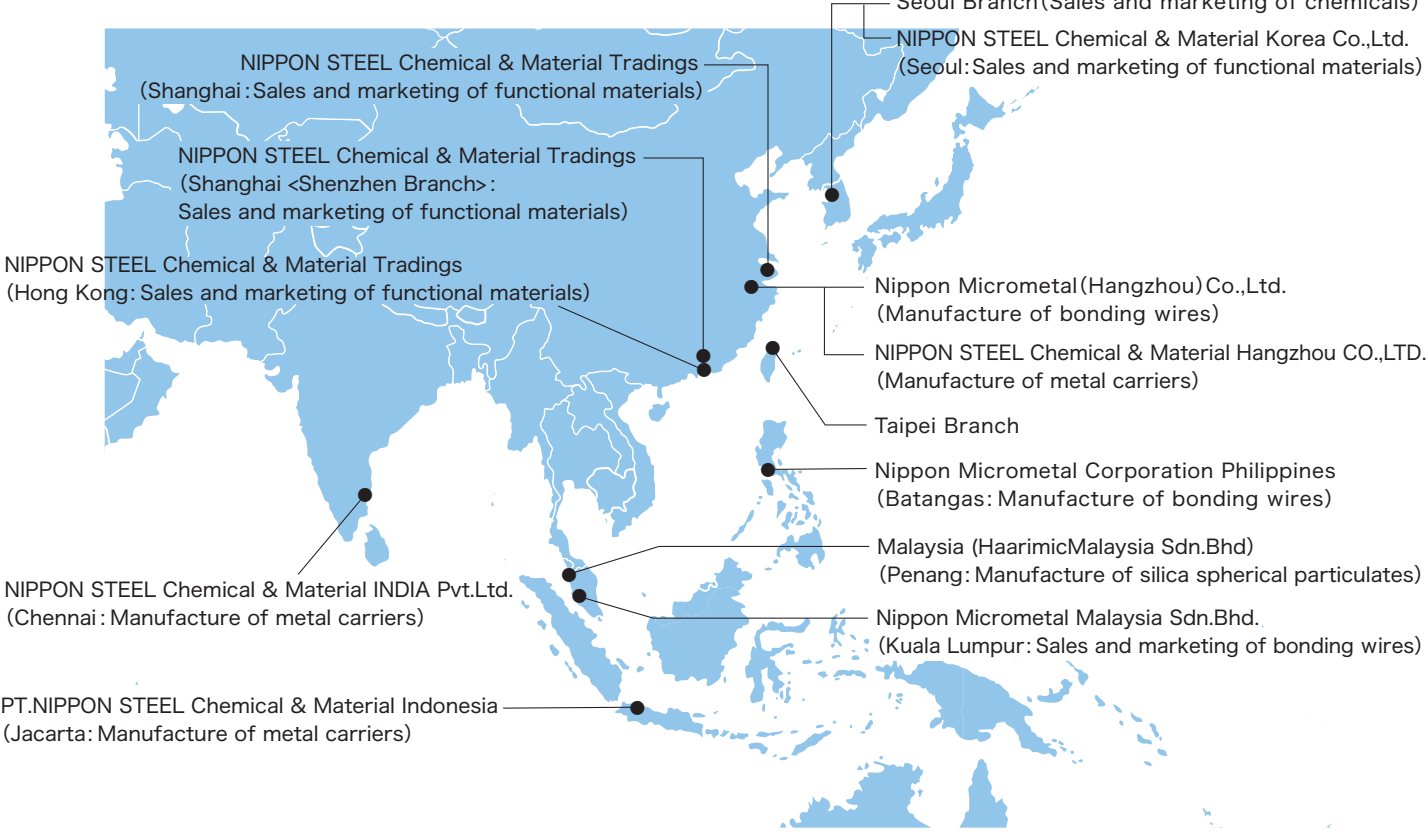 Seoul Branch(Sales and marketing of chemicals)
NIPPON STEEL Chemical & Material Korea Co.,Ltd.
(Seoul:Sales and marketing of functional materials)
NIPPON STEEL Chemical & Material Tradings
(Shanghai:Sales and marketing of functional materials)
NIPPON STEEL Chemical & Material Tradings
(Shanghai <Shenzhen Branch>:
Sales and marketing of functional materials)
NIPPON STEEL Chemical & Material Tradings
(Hong Kong:Sales and marketing of functional materials)
Nippon Micrometal(Hangzhou)Co.,Ltd.
(Manufacture of bonding wires)
NIPPON STEEL Chemical & Material Hangzhou CO.,LTD.
(Manufacture of metal carriers)
Taipei Branch
Nippon Micrometal Corporation Philippines
(Batangas:Manufacture of bonding wires)
Malaysia (HaarimicMalaysia Sdn.Bhd)
(Penang:Manufacture of silica spherical particulates)
NIPPON STEEL Chemical & Material INDIA Pvt.Ltd.
(Chennai:Manufacture of metal carriers)
Nippon Micrometal Malaysia Sdn.Bhd.
(Kuala Lumpur:Sales and marketing of bonding wires)
PT.NIPPON STEEL Chemical & Material Indonesia
(Jacarta:Manufacture of metal carriers)